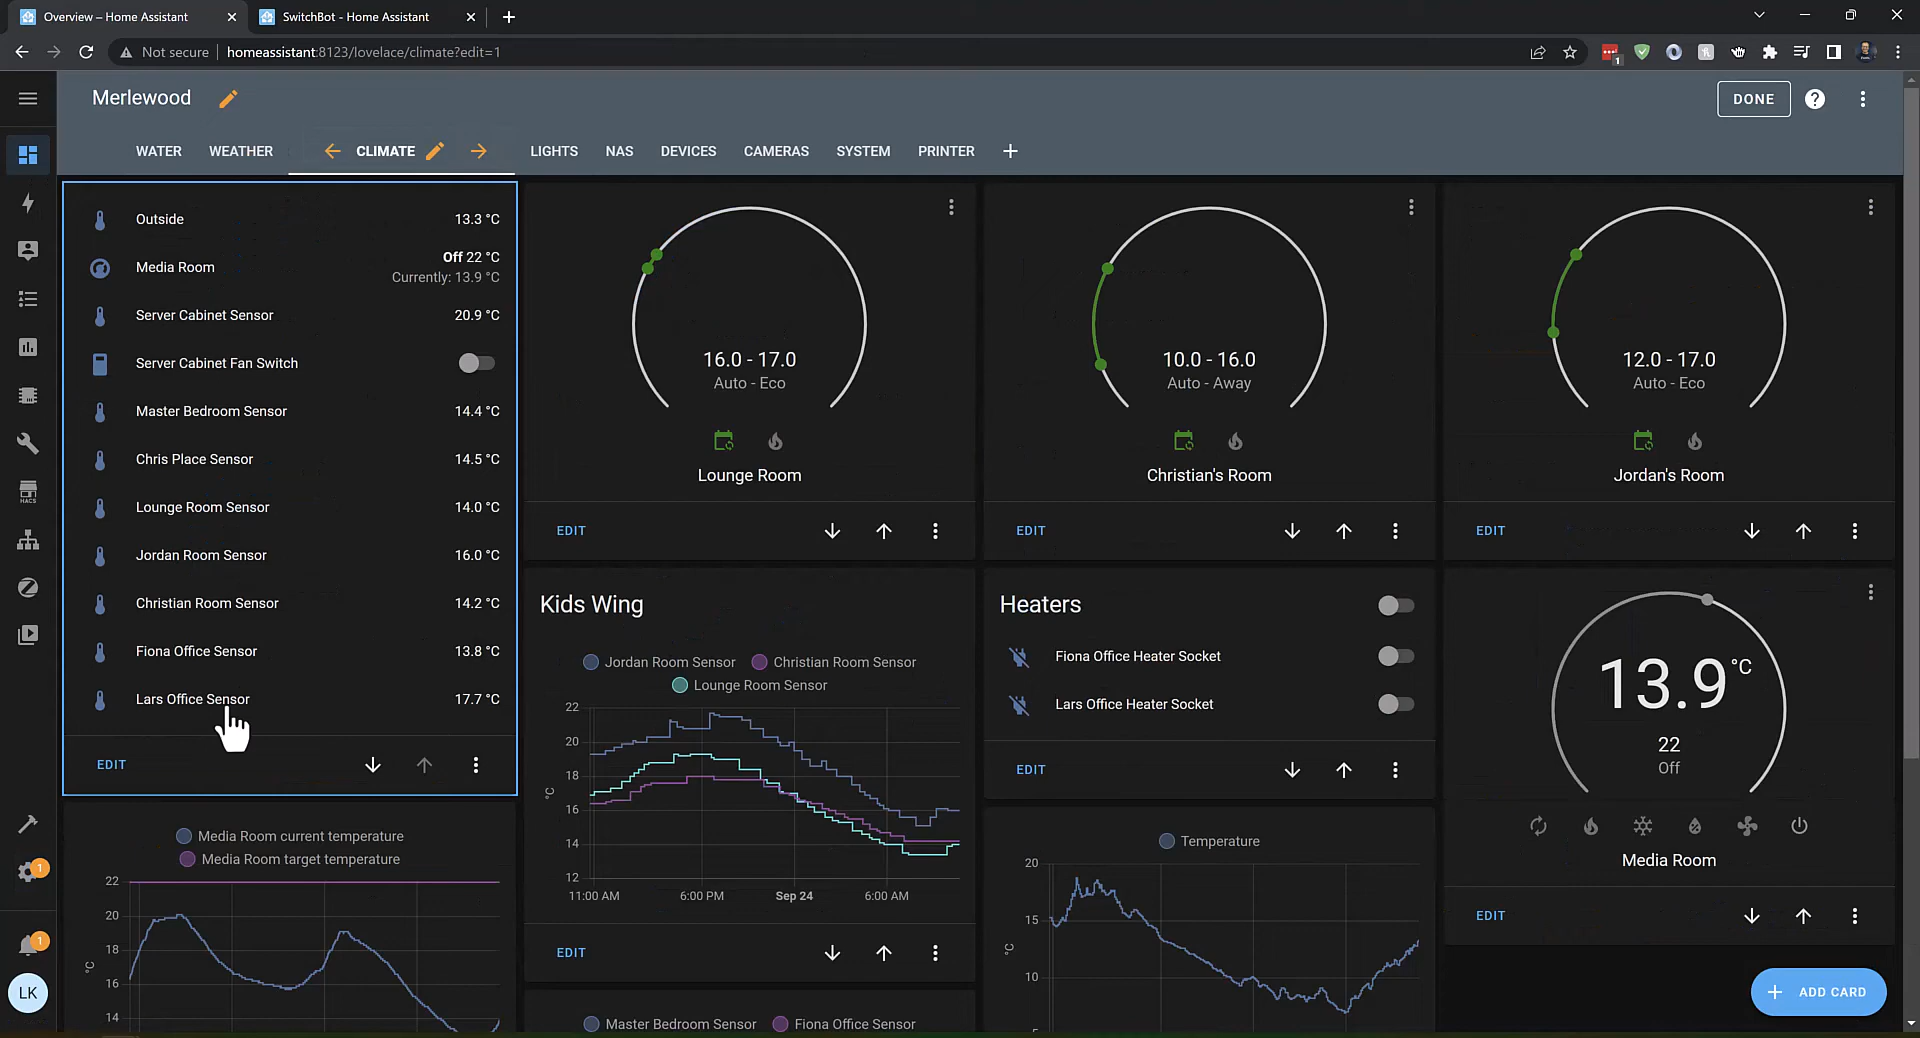 Overview – Home Assistant
SwitchBot - Home Assistant
Not secure
homeassistant:8123/lovelace/climate?edit=1
1
Merlewood
DONE
WATER
WEATHER
CLIMATE
LIGHTS
NAS
DEVICES
CAMERAS
SYSTEM
PRINTER
HACS
1
1
LK
Outside
13.3 °C
Media Room
Off 22 °C
Currently: 13.9 °C
Server Cabinet Sensor
20.9 °C
Server Cabinet Fan Switch
Master Bedroom Sensor
14.4 °C
Chris Place Sensor
14.5 °C
Lounge Room Sensor
14.0 °C
Jordan Room Sensor
16.0 °C
Christian Room Sensor
14.2 °C
Fiona Office Sensor
13.8 °C
Lars Office Sensor
17.7 °C
EDIT
Media Room current temperature
Media Room target temperature
22
20
18
16
14
°C
16.0 - 17.0
Auto - Eco
Lounge Room
EDIT
Kids Wing
Jordan Room Sensor
Christian Room Sensor
Lounge Room Sensor
22
20
18
16
14
12
°C
11:00 AM
6:00 PM
Sep 24
6:00 AM
EDIT
Master Bedroom Sensor
Fiona Office Sensor
10.0 - 16.0
Auto - Away
Christian's Room
EDIT
Heaters
Fiona Office Heater Socket
Lars Office Heater Socket
EDIT
Temperature
20
15
10
5
°C
12.0 - 17.0
Auto - Eco
Jordan's Room
EDIT
13.9 °C
22
Off
Media Room
EDIT
ADD CARD